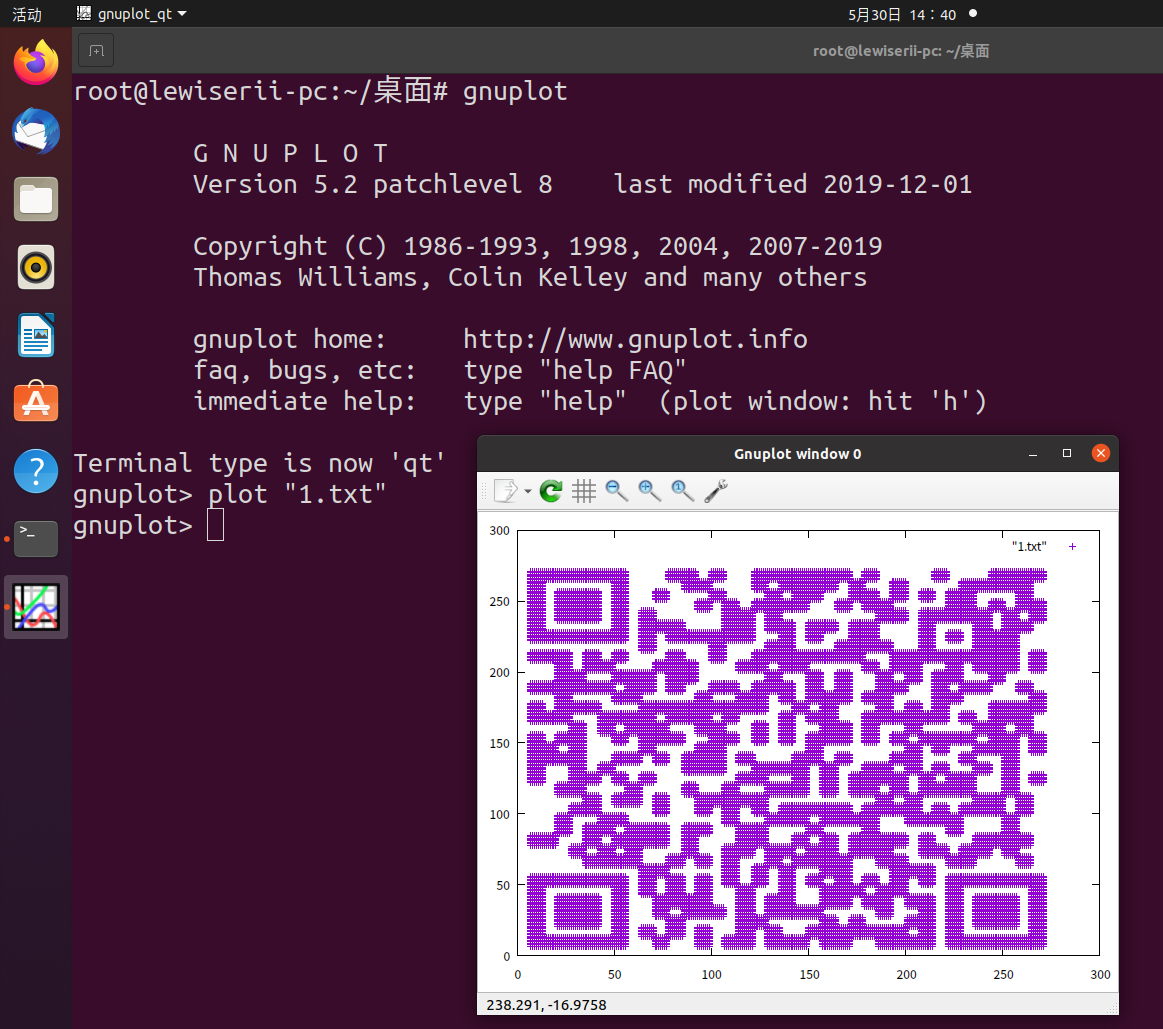 活动 gnuplot_qt 5月30日 14：40
root@lewiserii-pc: ~/桌面
root@lewiserii-pc:~/桌面# gnuplot
G N U P L O T
Version 5.2 patchlevel 8    last modified 2019-12-01
Copyright (C) 1986-1993, 1998, 2004, 2007-2019
Thomas Williams, Colin Kelley and many others
gnuplot home:     http://www.gnuplot.info
faq, bugs, etc:   type "help FAQ"
immediate help:   type "help"  (plot window: hit 'h')
Terminal type is now 'qt'
gnuplot> plot "1.txt"
gnuplot>
Gnuplot window 0
"1.txt"
300
250
200
150
100
50
0
0 50 100 150 200 250 300
238.291, -16.9758